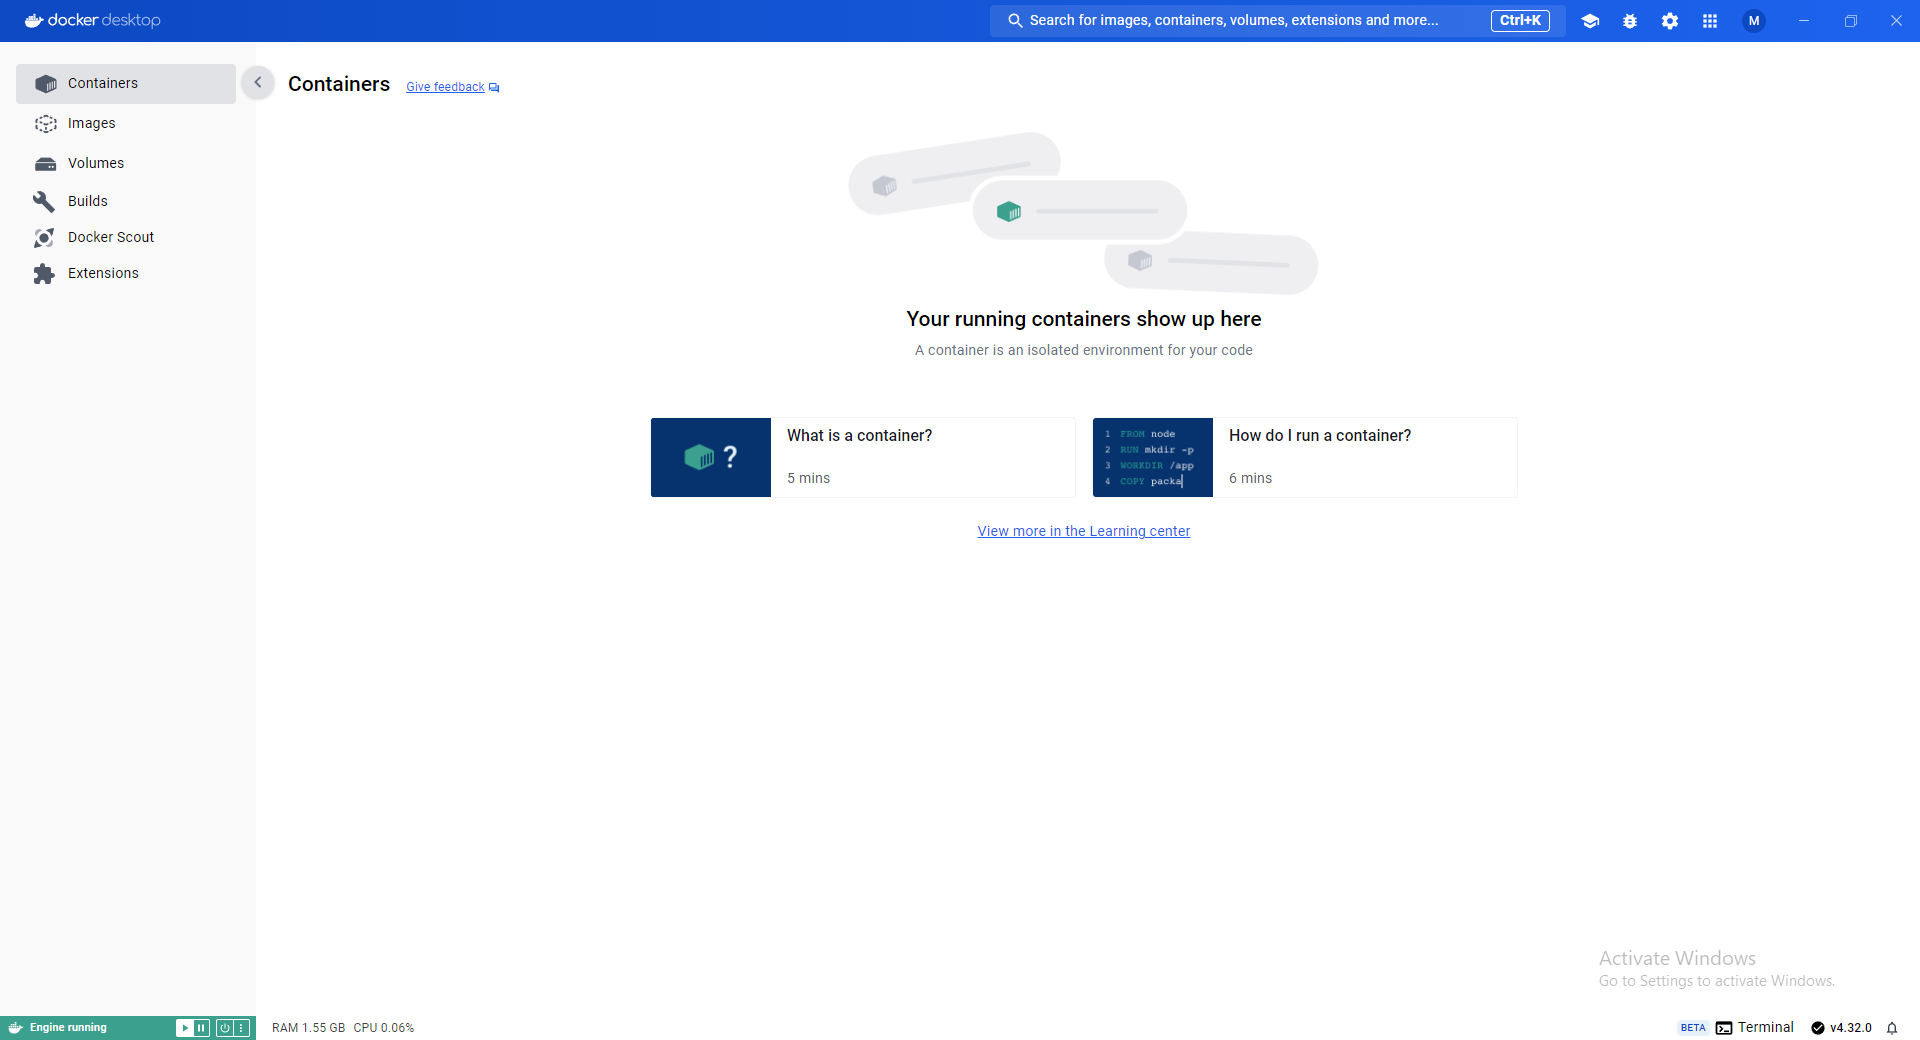 docker desktop
Search for images, containers, volumes, extensions and more...
Ctrl+K
M
Containers
Images
Volumes
Builds
Docker Scout
Extensions
Containers
Give feedback
Your running containers show up here
A container is an isolated environment for your code
?
What is a container?
5 mins
1 FROM node
2 RUN mkdir -p
3 WORKDIR /app
4 COPY packa
How do I run a container?
6 mins
View more in the Learning center
Activate Windows
Go to Settings to activate Windows.
Engine running
RAM 1.55 GB CPU 0.06%
BETA
Terminal
v4.32.0